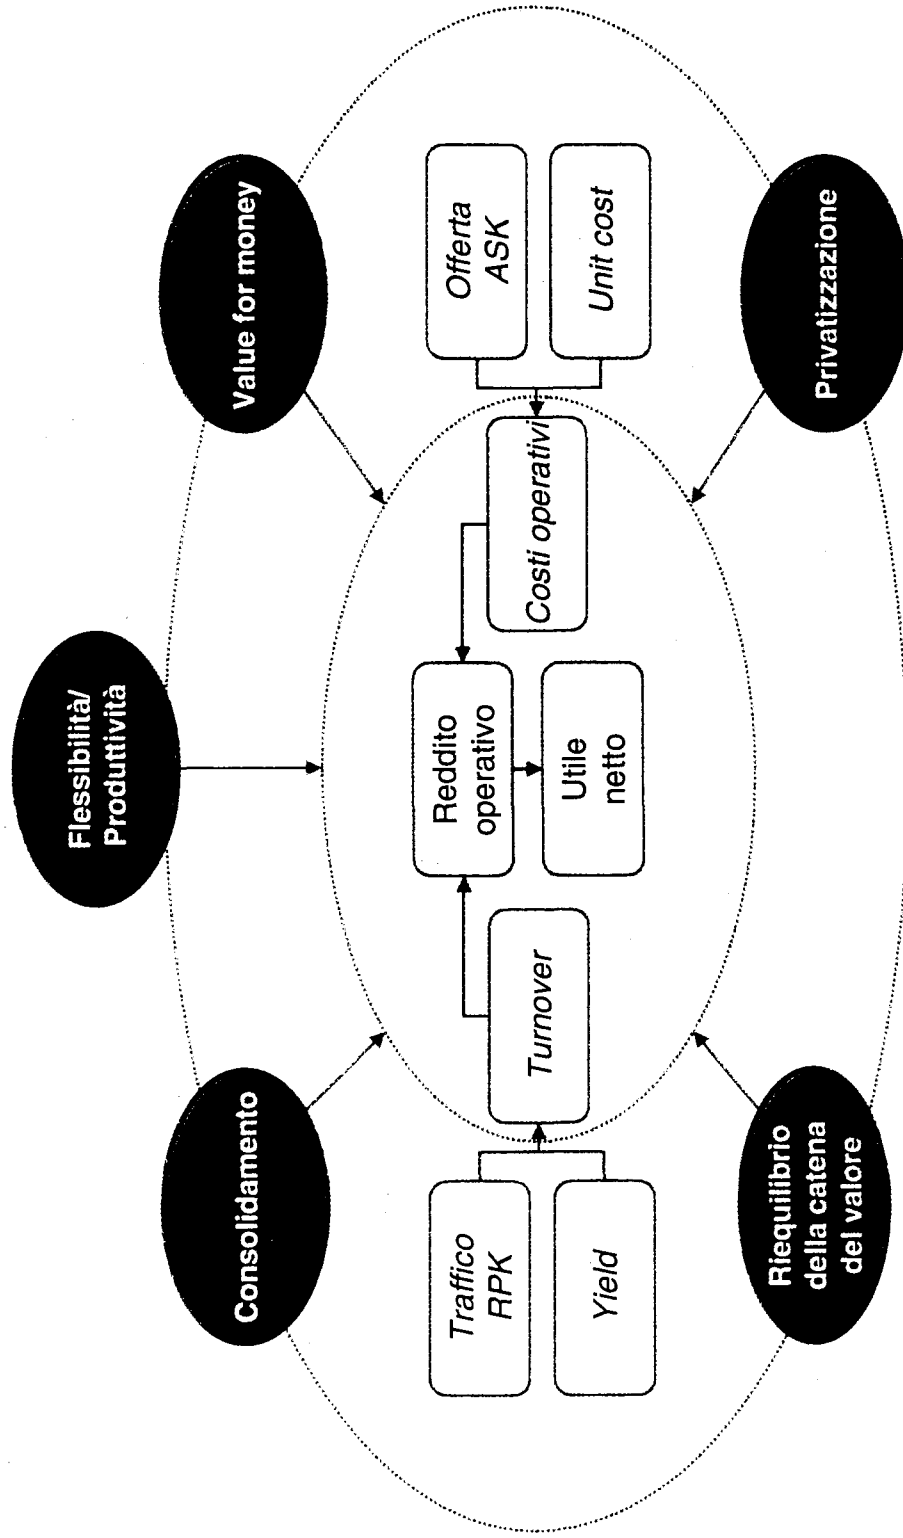 Flessibilità/
Produttività
Consolidamento
Value for money
Traffico
RPK
Yield
Turnover
Reddito
operativo
Utile
netto
Costi operativi
Offerta
ASK
Unit cost
Riequilibrio
della catena
del valore
Privatizzazione